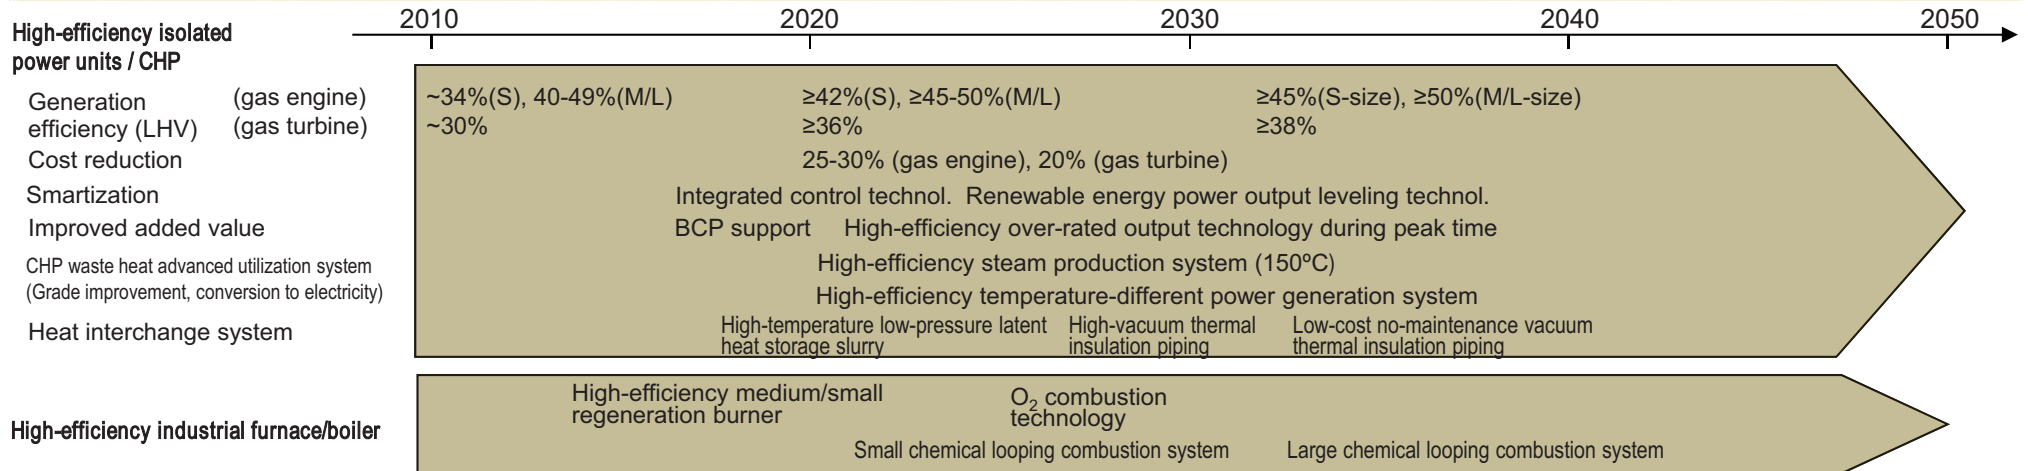 2010 2020 2030 2040 2050
High-efficiency isolated
power units / CHP
Generation (gas engine) ~34%(S), 40-49%(M/L) ≥42%(S), ≥45-50%(M/L) ≥45%(S-size), ≥50%(M/L-size)
efficiency (LHV) (gas turbine) ~30% ≥36% ≥38%
Cost reduction 25-30% (gas engine), 20% (gas turbine)
Smartization Integrated control technol. Renewable energy power output leveling technol.
Improved added value BCP support High-efficiency over-rated output technology during peak time
CHP waste heat advanced utilization system High-efficiency steam production system (150ºC)
(Grade improvement, conversion to electricity) High-efficiency temperature-different power generation system
Heat interchange system
High-temperature low-pressure latent
heat storage slurry
High-vacuum thermal
insulation piping
Low-cost no-maintenance vacuum
thermal insulation piping
High-efficiency industrial furnace/boiler
High-efficiency medium/small
regeneration burner
O2 combustion
technology
Small chemical looping combustion system Large chemical looping combustion system